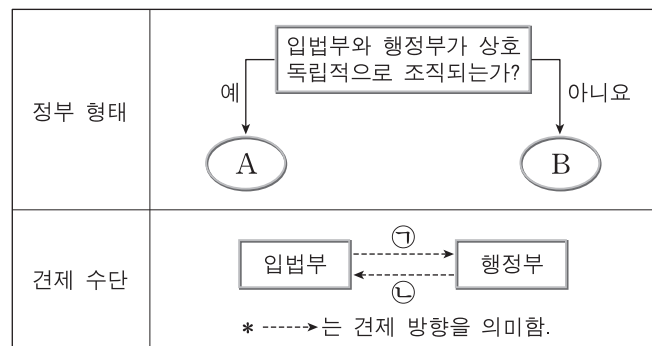 정부 형태
입법부와 행정부가 상호
독립적으로 조직되는가?
예
아니요
A
B
견제 수단
입법부
㉠
행정부
㉡
* ------▸는 견제 방향을 의미함.